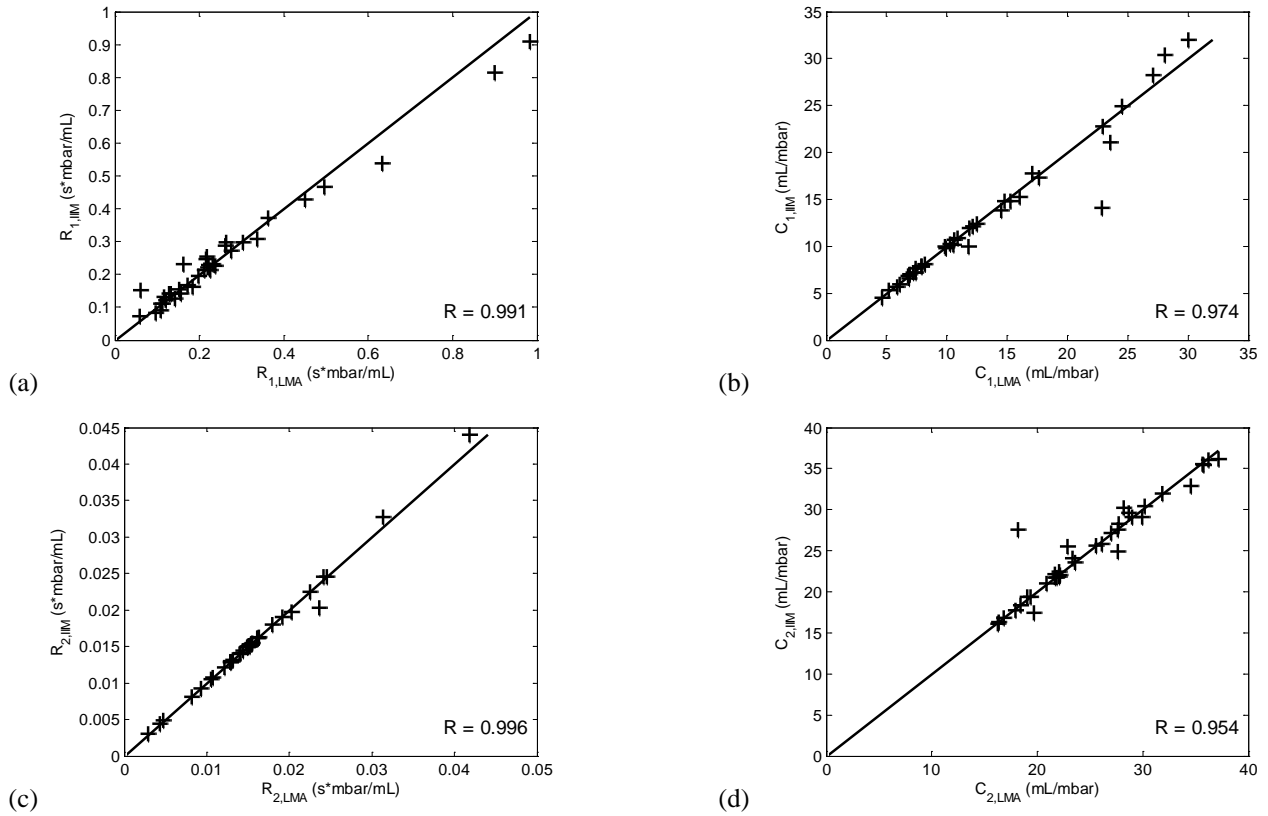 1
0.9
0.8
0.7
0.6
0.5
0.4
0.3
0.2
0.1
0
0 0.2 0.4 0.6 0.8 1
R1,IIM (s*mbar/mL)
R1,LMA (s*mbar/mL)
R = 0.991
(a)
35
30
25
20
15
10
5
0
0 5 10 15 20 25 30 35
C1,IIM (mL/mbar)
C1,LMA (mL/mbar)
R = 0.974
(b)
0.045
0.04
0.035
0.03
0.025
0.02
0.015
0.01
0.005
0
0 0.01 0.02 0.03 0.04 0.05
R2,IIM (s*mbar/mL)
R2,LMA (s*mbar/mL)
R = 0.996
(c)
40
35
30
25
20
15
10
5
0
0 10 20 30 40
C2,IIM (mL/mbar)
C2,LMA (mL/mbar)
R = 0.954
(d)